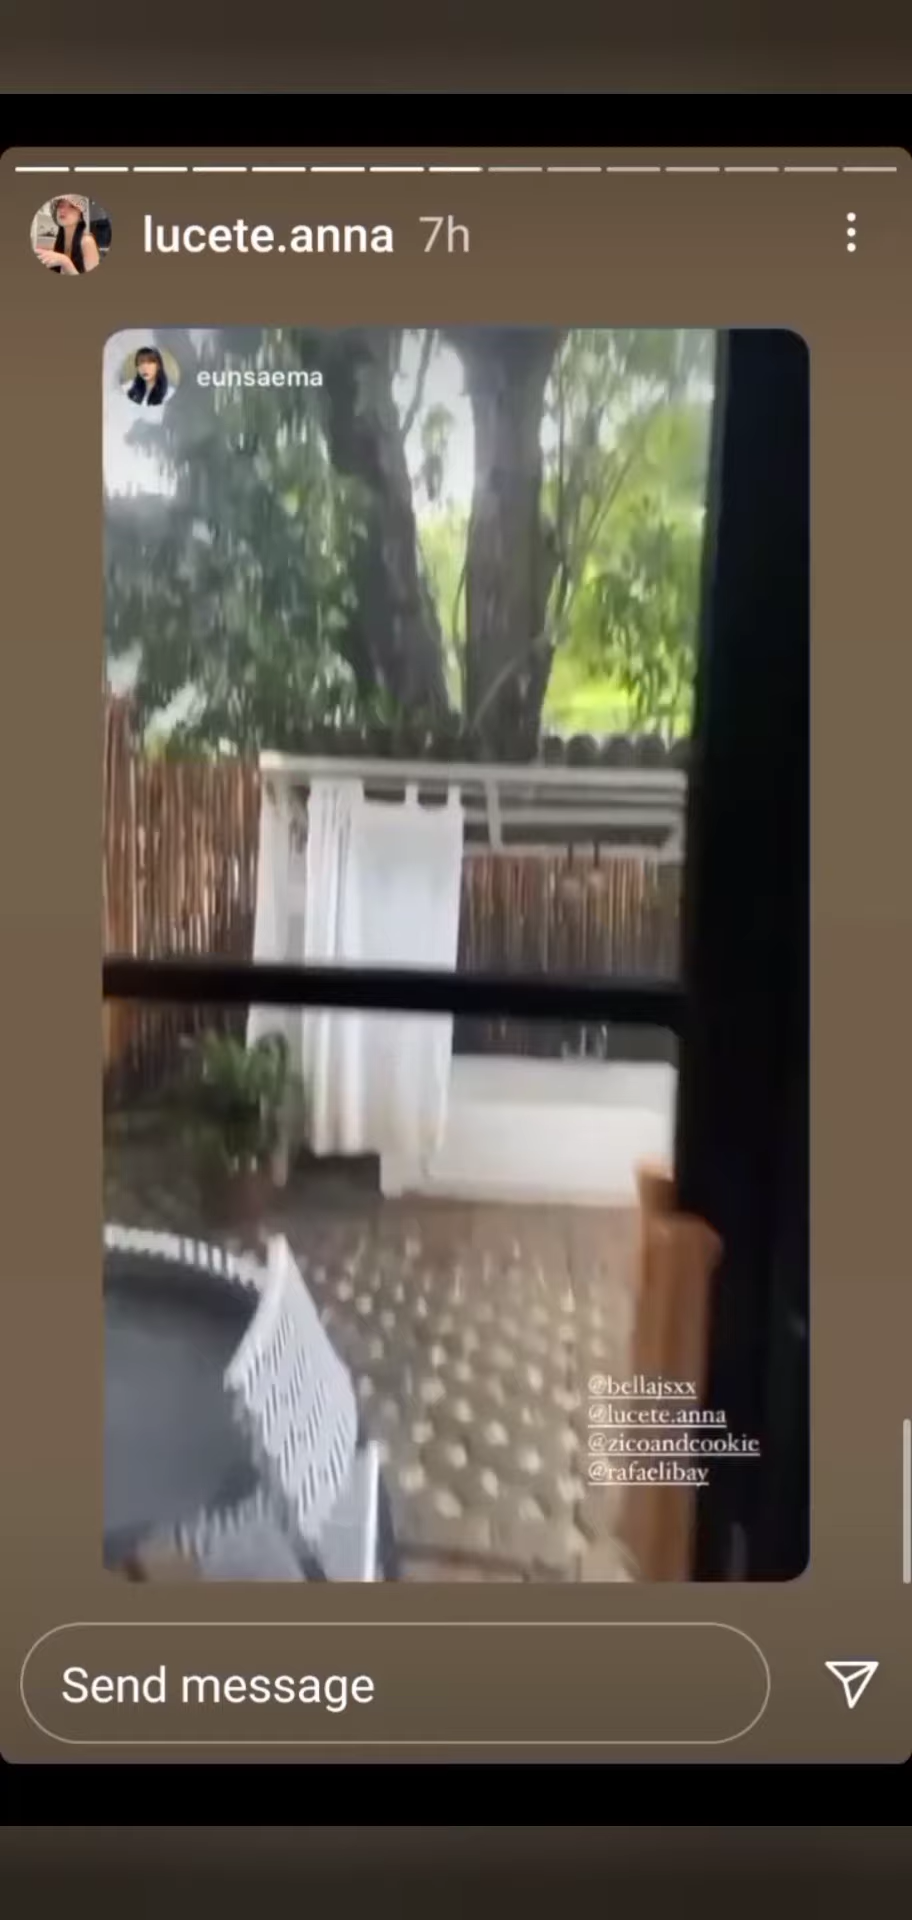 lucete.anna 7h
eunsaema
@bellajsxx
@lucete.anna
@zicoandcookie
@rafaelibay
Send message